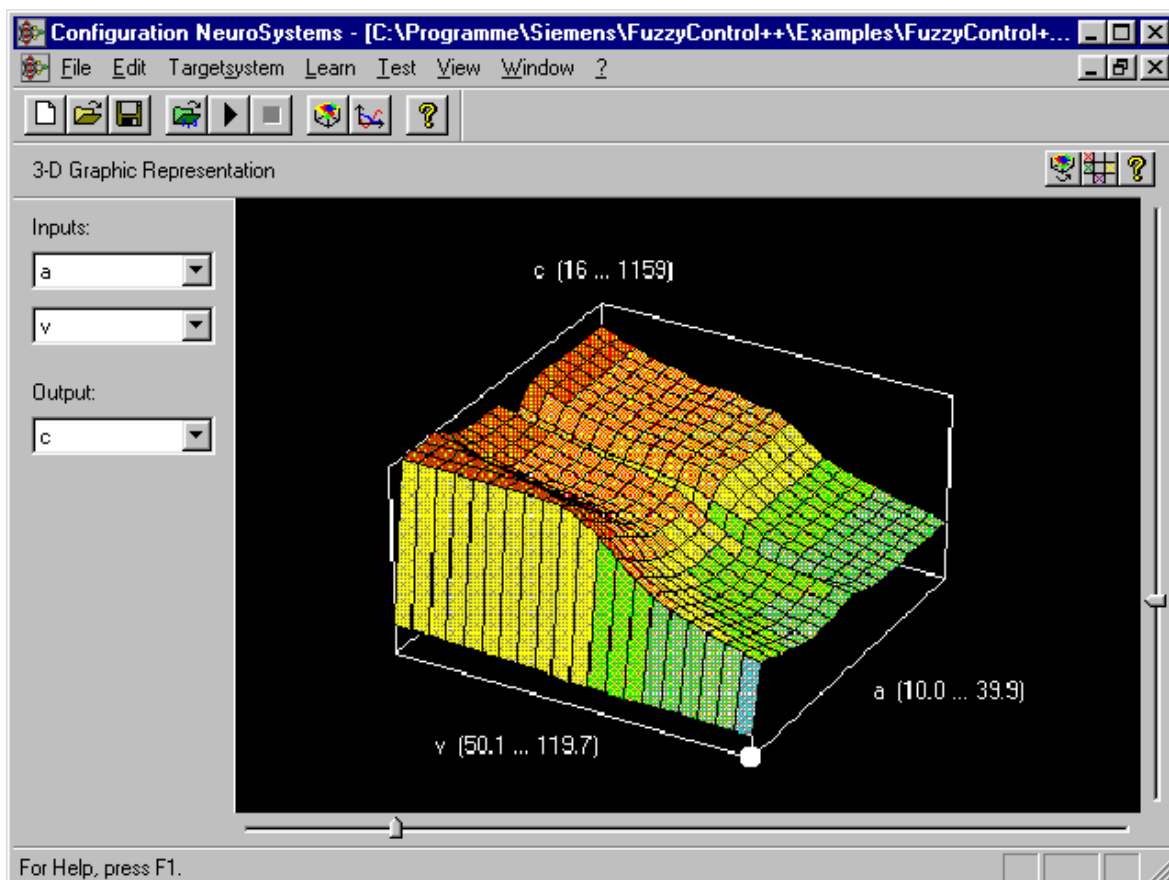 Configuration NeuroSystems - [C:\Programme\Siemens\FuzzyControl++\Examples\FuzzyControl+...
File Edit Targetsystem Learn Test View Window ?
3-D Graphic Representation
Inputs:
a
v
Output:
c
c (16 ... 1159)
a (10.0 ... 39.9)
v (50.1 ... 119.7)
For Help, press F1.